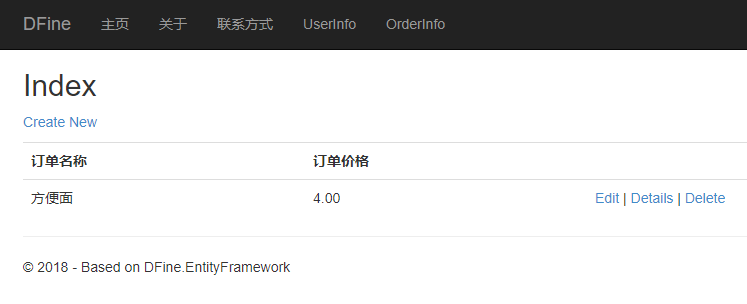 DFine 主页 关于 联系方式 UserInfo OrderInfo
Index
Create New
订单名称 订单价格
方便面 4.00 Edit | Details | Delete
© 2018 - Based on DFine.EntityFramework